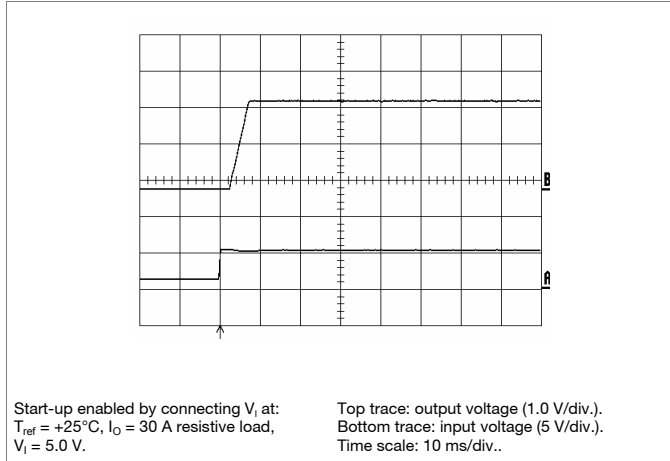 B
A
Start-up enabled by connecting V_I at:
T_ref = +25°C, I_O = 30 A resistive load,
V_I = 5.0 V.
Top trace: output voltage (1.0 V/div.).
Bottom trace: input voltage (5 V/div.).
Time scale: 10 ms/div..